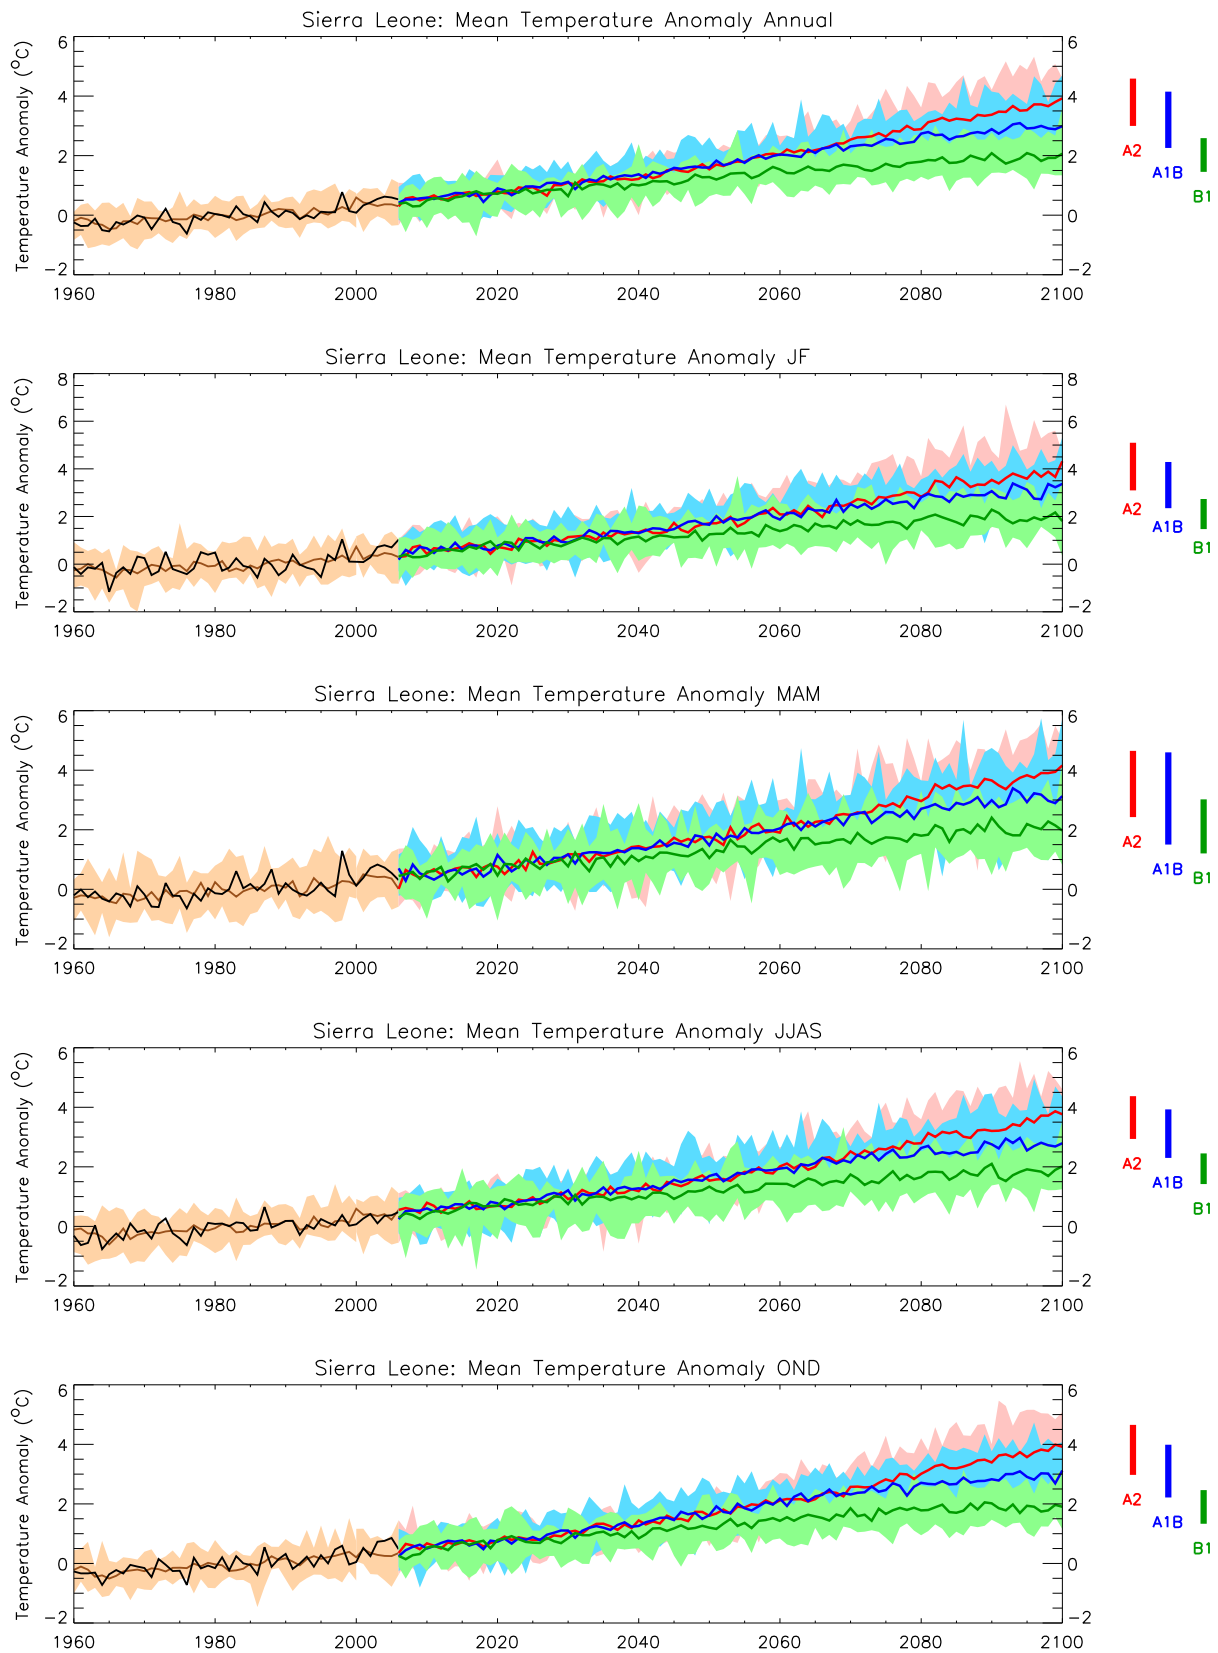 Sierra Leone: Mean Temperature Anomaly Annual
Temperature Anomaly (°C)
6 6
4 4
2 2
0 0
−2 −2
1960 1980 2000 2020 2040 2060 2080 2100
A2
A1B
B1
Sierra Leone: Mean Temperature Anomaly JF
Temperature Anomaly (°C)
8 8
6 6
4 4
2 2
0 0
−2 −2
1960 1980 2000 2020 2040 2060 2080 2100
A2
A1B
B1
Sierra Leone: Mean Temperature Anomaly MAM
Temperature Anomaly (°C)
6 6
4 4
2 2
0 0
−2 −2
1960 1980 2000 2020 2040 2060 2080 2100
A2
A1B
B1
Sierra Leone: Mean Temperature Anomaly JJAS
Temperature Anomaly (°C)
6 6
4 4
2 2
0 0
−2 −2
1960 1980 2000 2020 2040 2060 2080 2100
A2
A1B
B1
Sierra Leone: Mean Temperature Anomaly OND
Temperature Anomaly (°C)
6 6
4 4
2 2
0 0
−2 −2
1960 1980 2000 2020 2040 2060 2080 2100
A2
A1B
B1